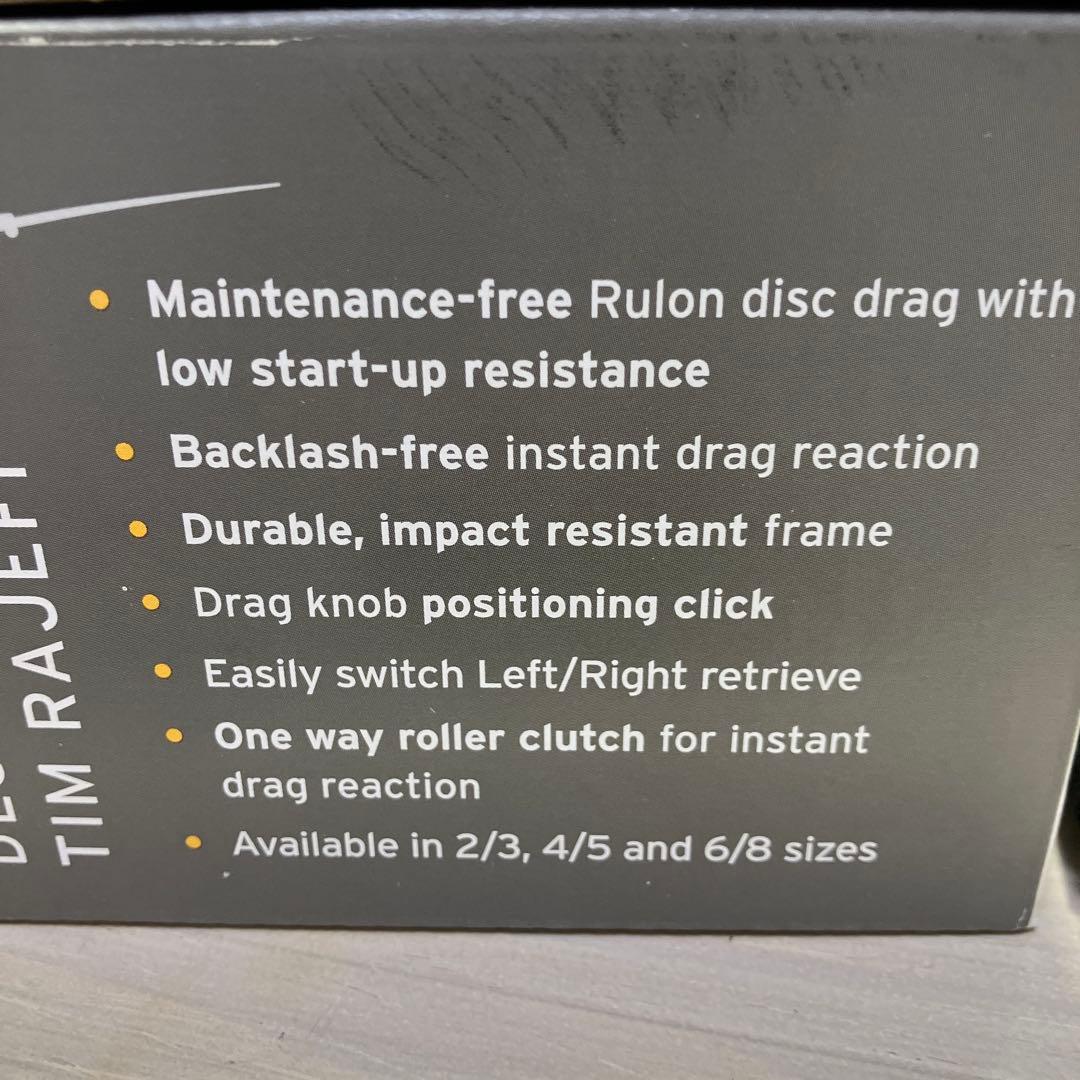 • Maintenance-free Rulon disc drag with
low start-up resistance
• Backlash-free instant drag reaction
• Durable, impact resistant frame
• Drag knob positioning click
• Easily switch Left/Right retrieve
• One way roller clutch for instant
drag reaction
• Available in 2/3, 4/5 and 6/8 sizes
TIM RAJEFF